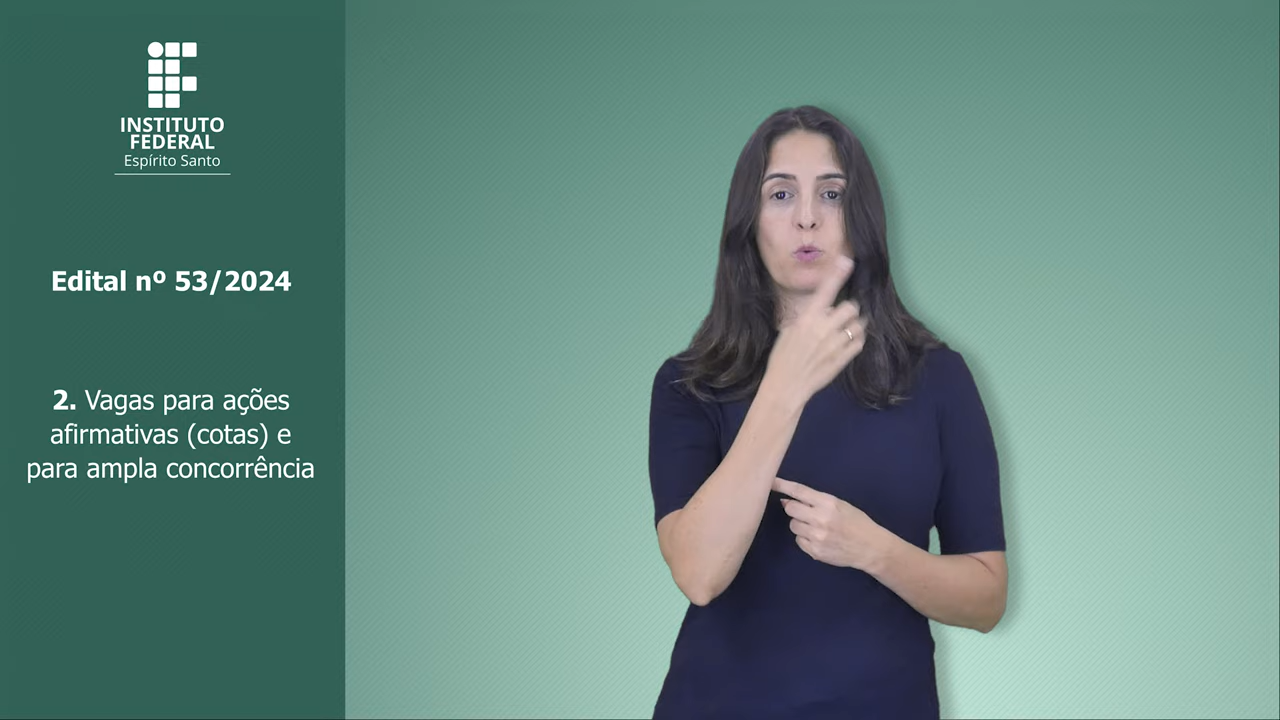 INSTITUTO
FEDERAL
Espírito Santo
Edital nº 53/2024
2. Vagas para ações
afirmativas (cotas) e
para ampla concorrência